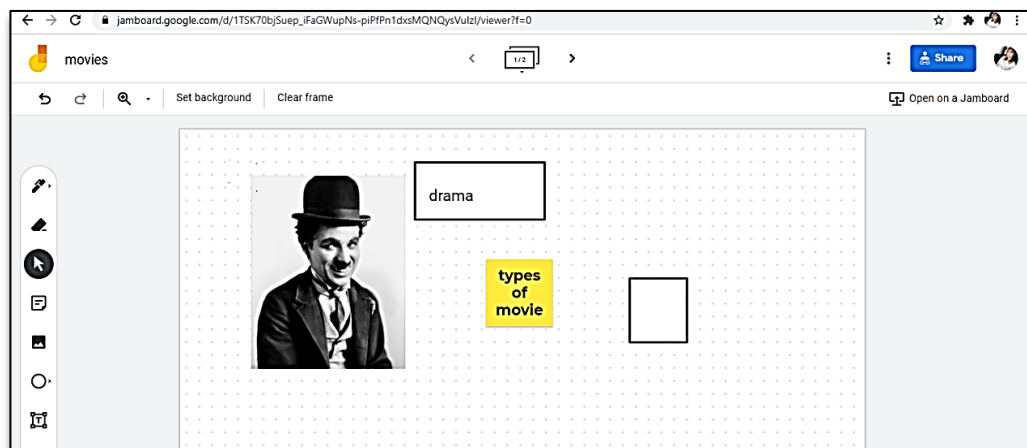 jamboard.google.com/d/1TSK70bjSuep_iFaGWupNs-piPfPn1dxsMQNQysVuIzI/viewer?f=0
movies
1/2
Share
Set background
Clear frame
Open on a Jamboard
drama
types
of
movie